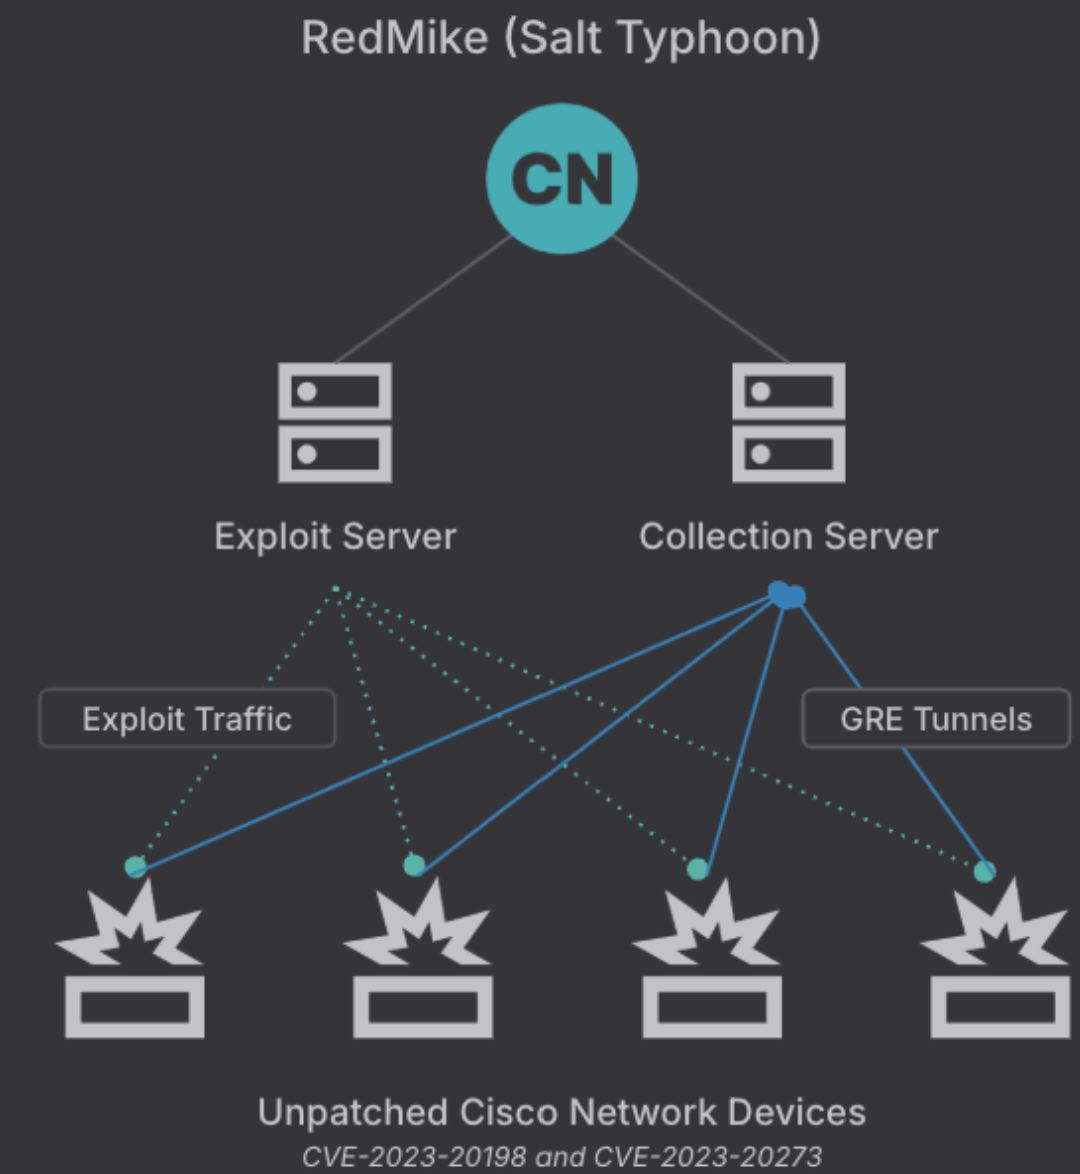 RedMike (Salt Typhoon)
CN
Exploit Server
Collection Server
Exploit Traffic
GRE Tunnels
Unpatched Cisco Network Devices
CVE-2023-20198 and CVE-2023-20273